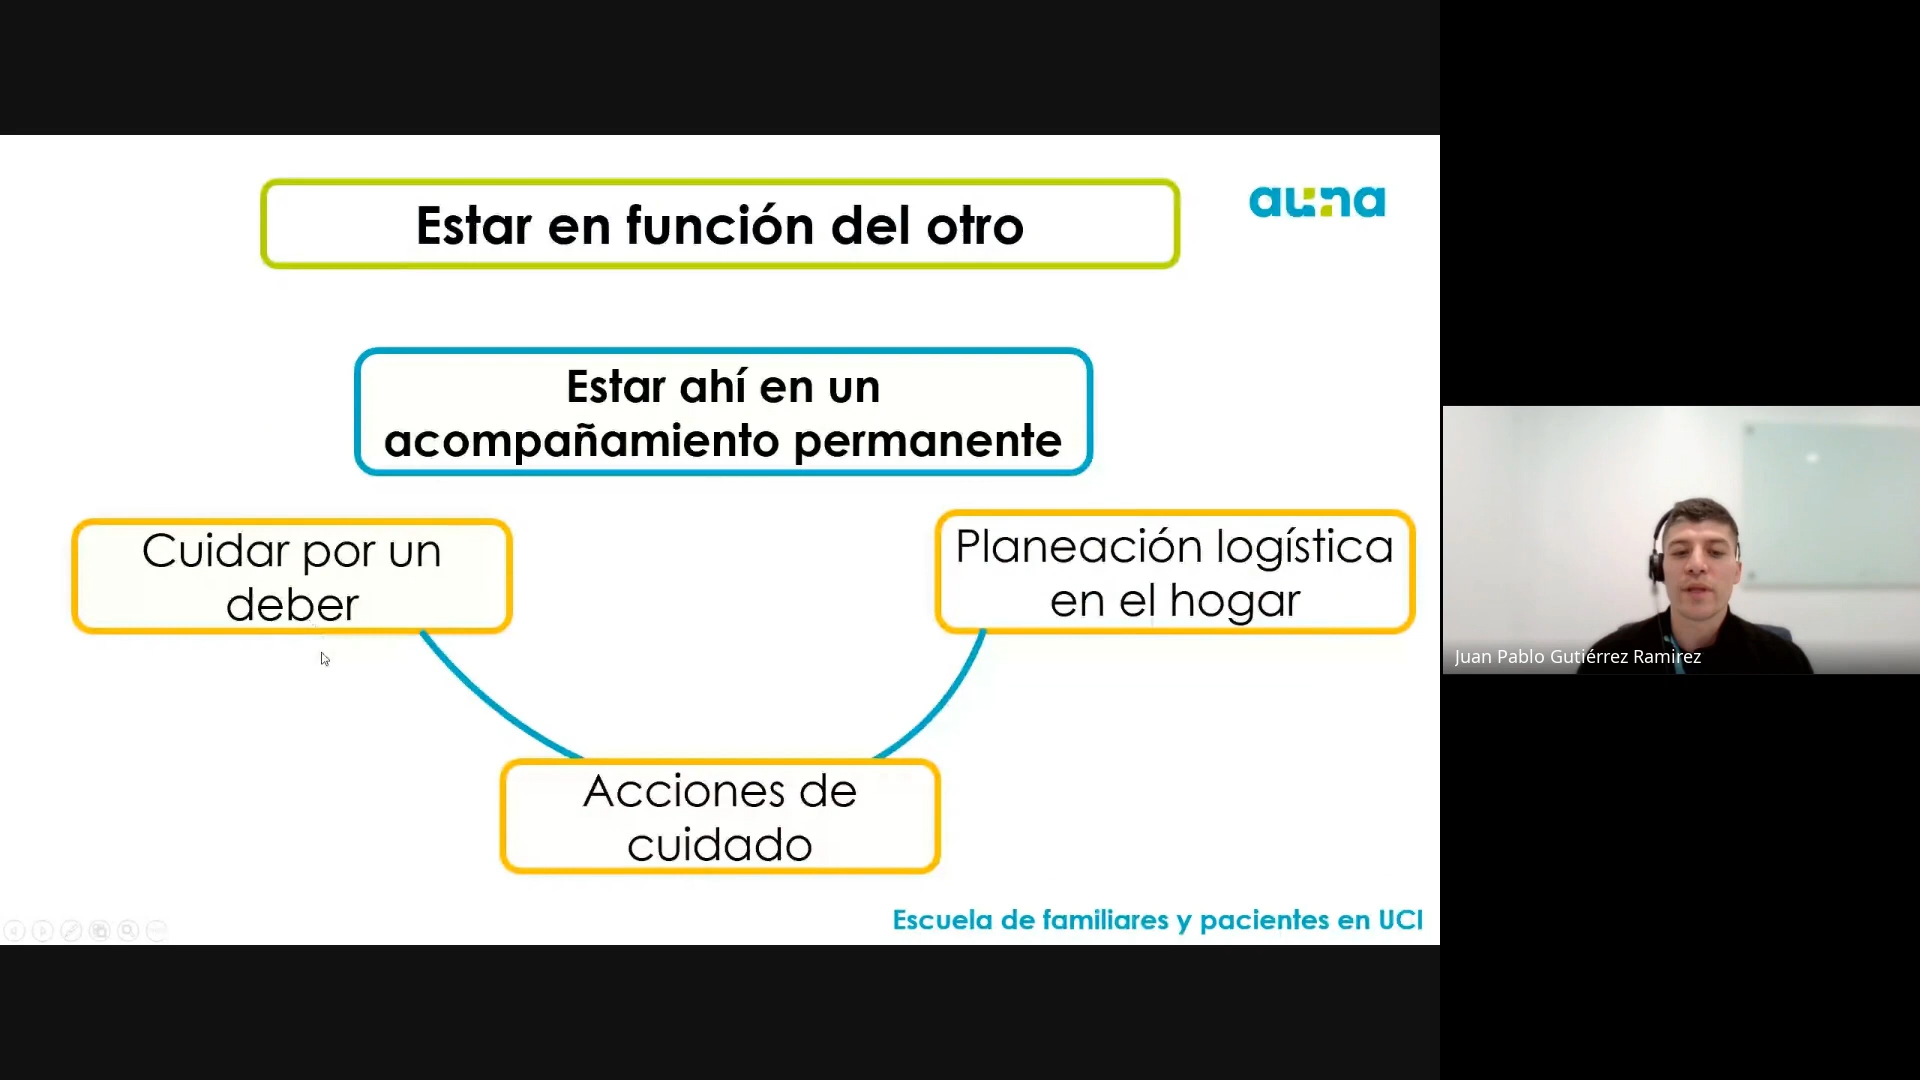 Estar en función del otro
auna
Estar ahí en un
acompañamiento permanente
Cuidar por un
deber
Planeación logística
en el hogar
Acciones de
cuidado
Escuela de familiares y pacientes en UCI
Juan Pablo Gutiérrez Ramirez